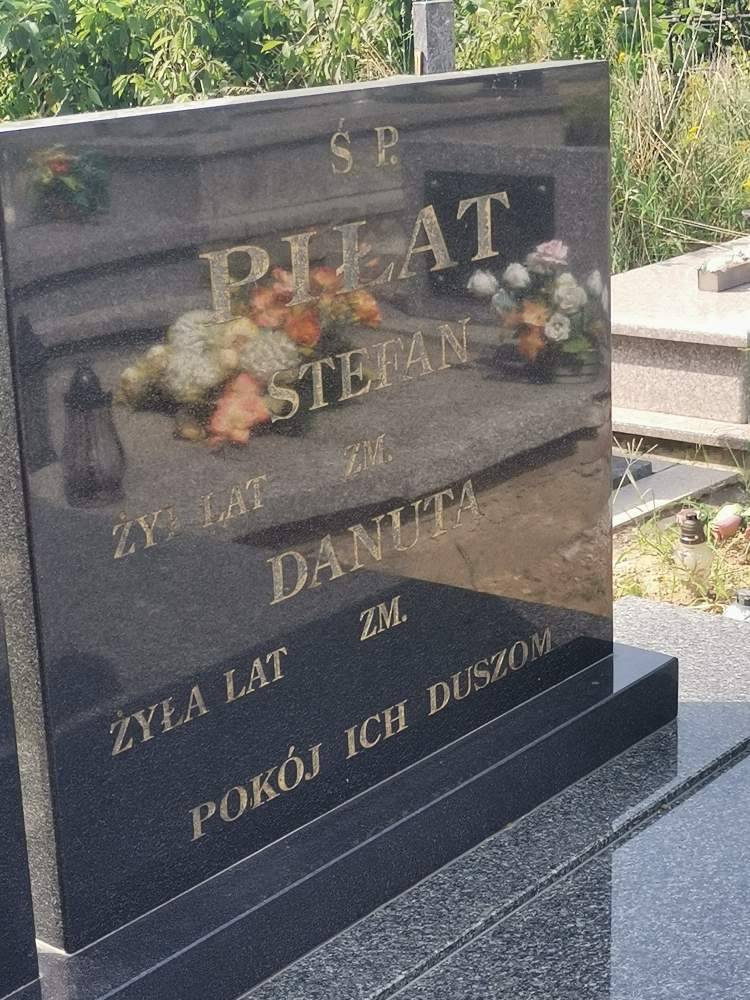 Ś P.
PIŁAT
STEFAN
ŻYŁ LAT ZM.
DANUTA
ŻYŁA LAT ZM.
POKÓJ ICH DUSZOM